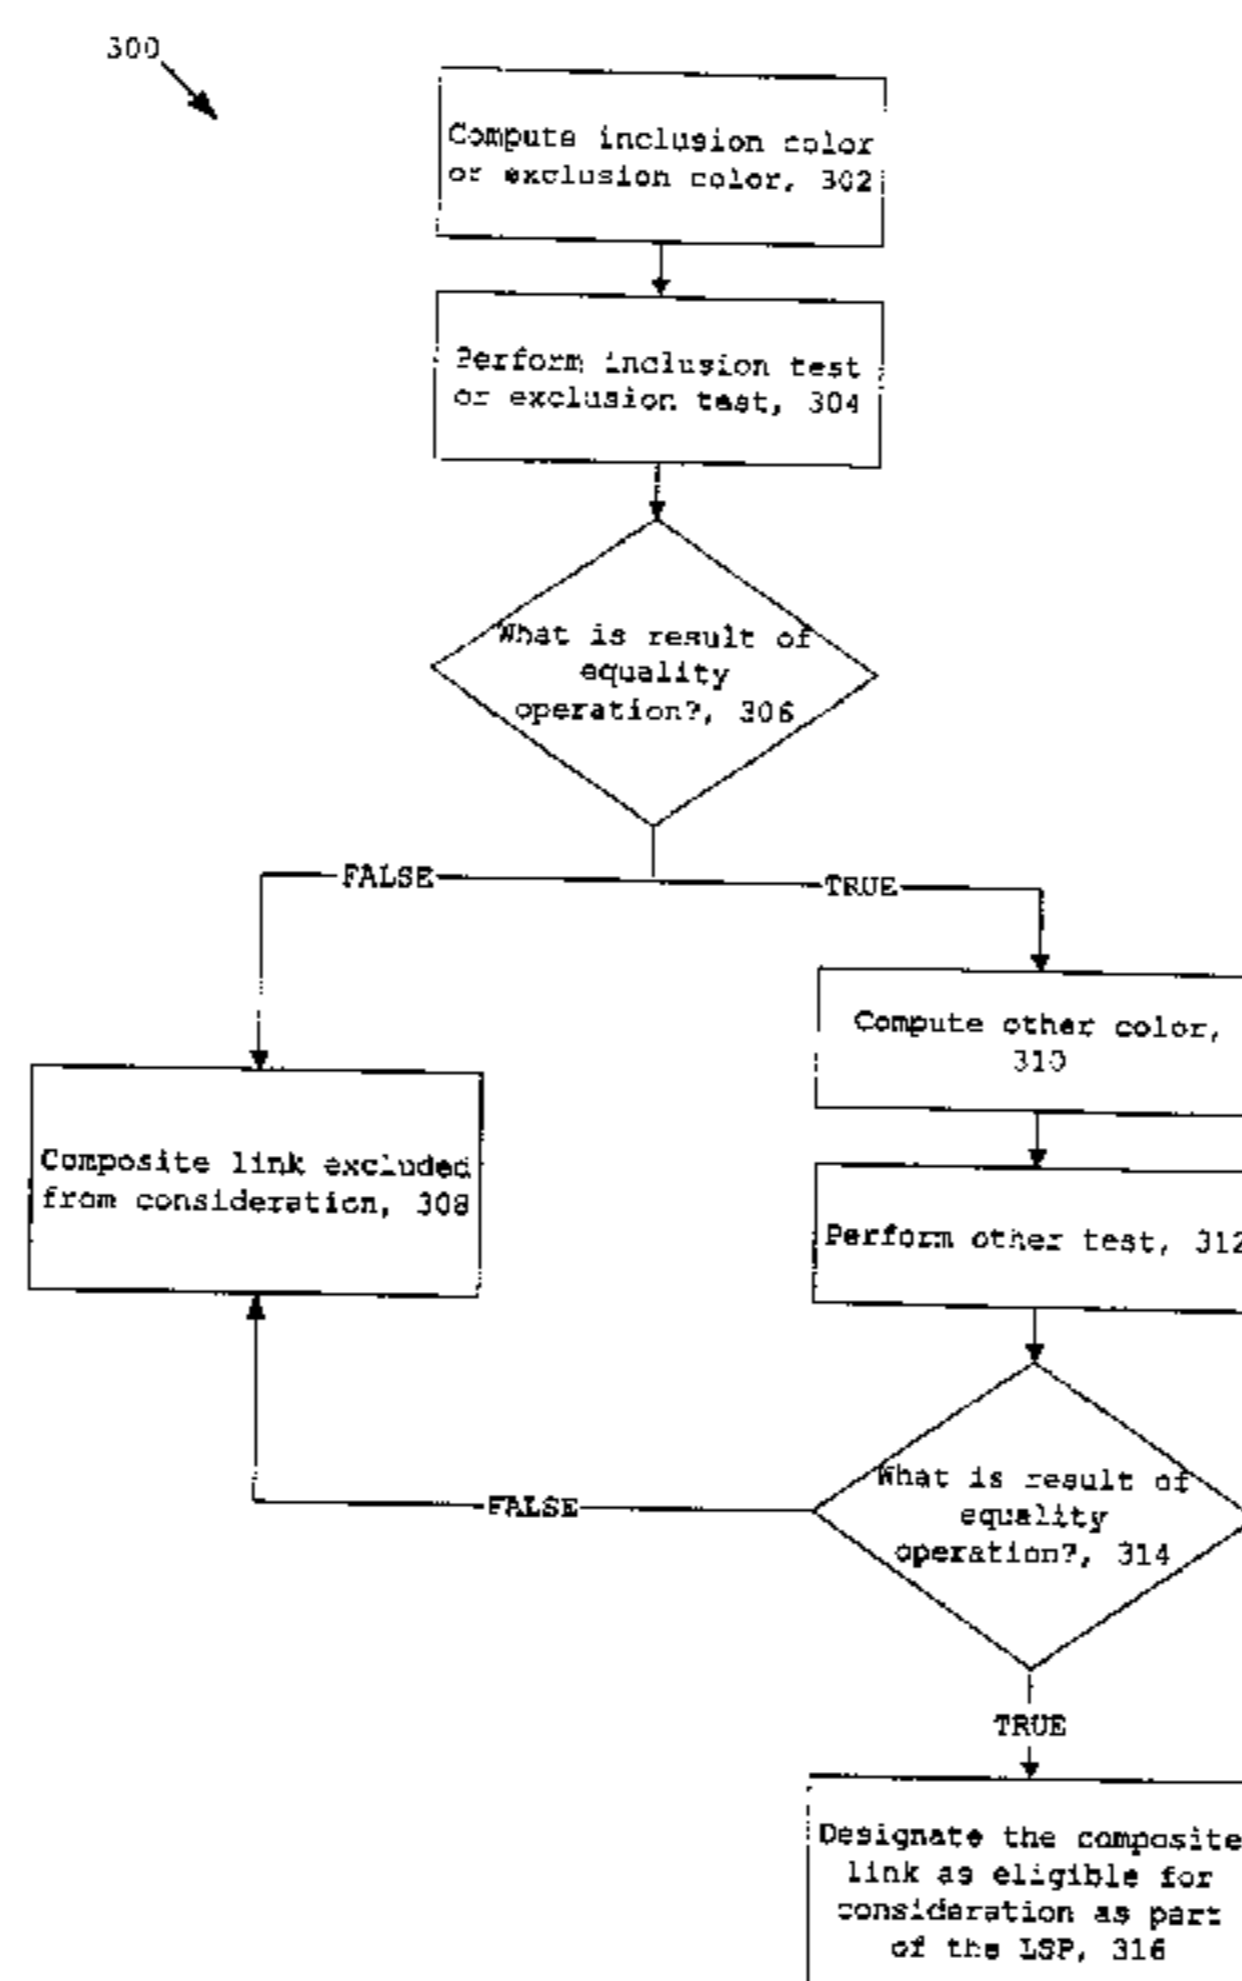 300
Compute inclusion color
or exclusion color, 302
Perform inclusion test
or exclusion test, 304
What is result of
equality
operation?, 306
FALSE
TRUE
Compute other color,
310
Composite link excluded
from consideration, 308
Perform other test, 312
What is result of
equality
operation?, 314
FALSE
TRUE
Designate the composite
link as eligible for
consideration as part
of the LSP, 316